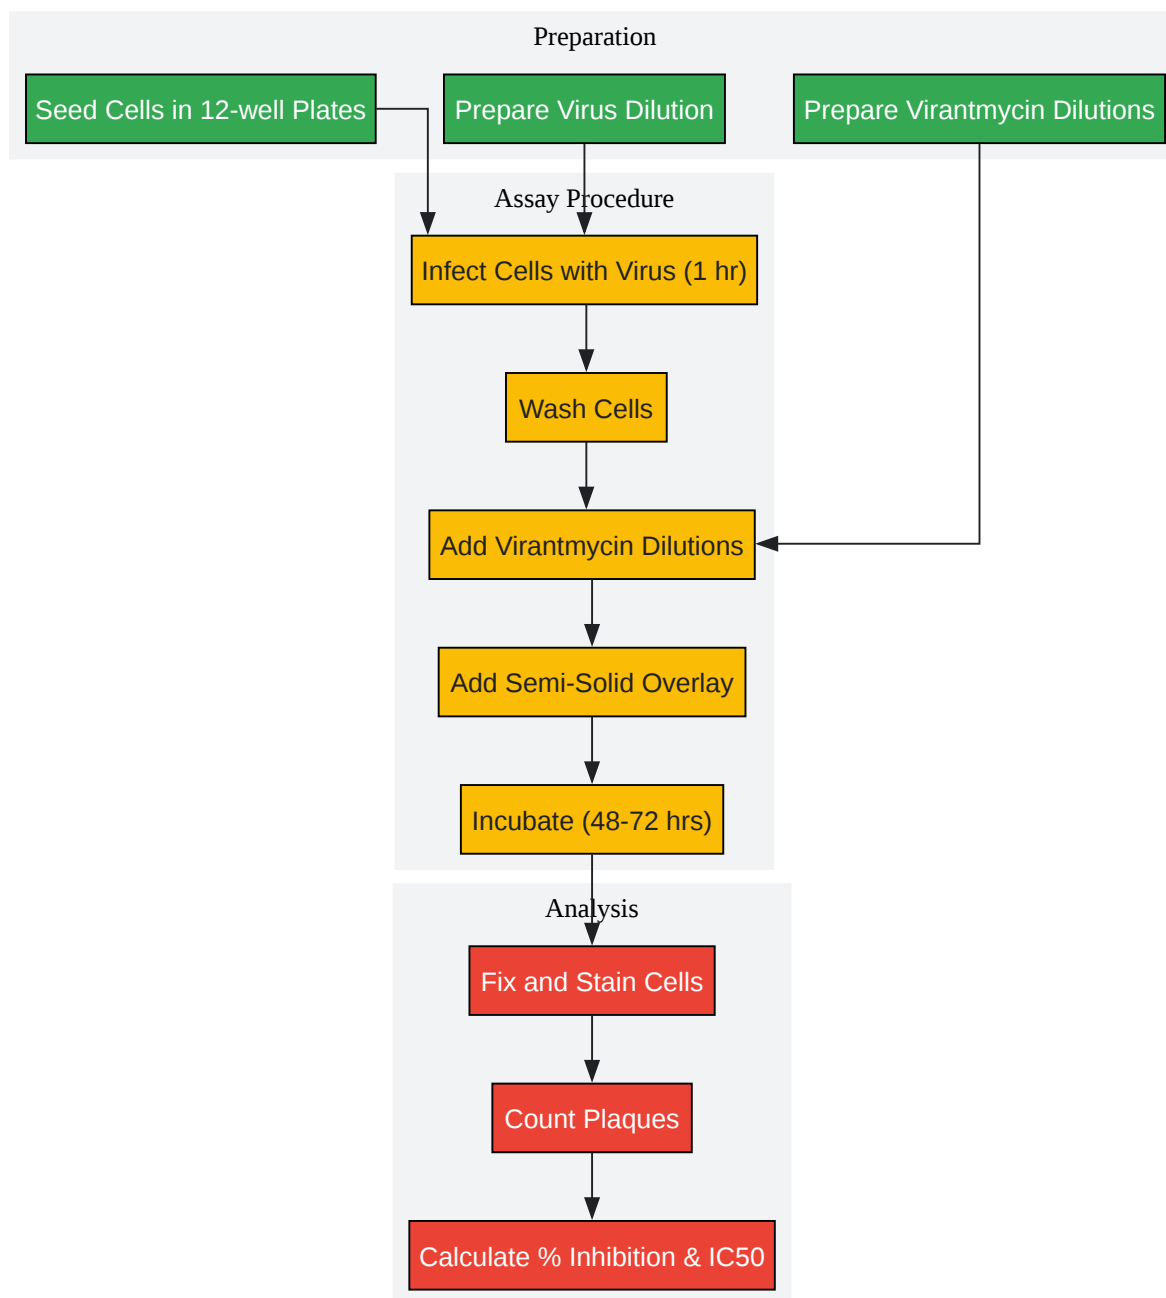 Preparation
Seed Cells in 12-well Plates
Prepare Virus Dilution
Prepare Virantmycin Dilutions
Assay Procedure
Infect Cells with Virus (1 hr)
Wash Cells
Add Virantmycin Dilutions
Add Semi-Solid Overlay
Incubate (48-72 hrs)
Analysis
Fix and Stain Cells
Count Plaques
Calculate % Inhibition & IC50